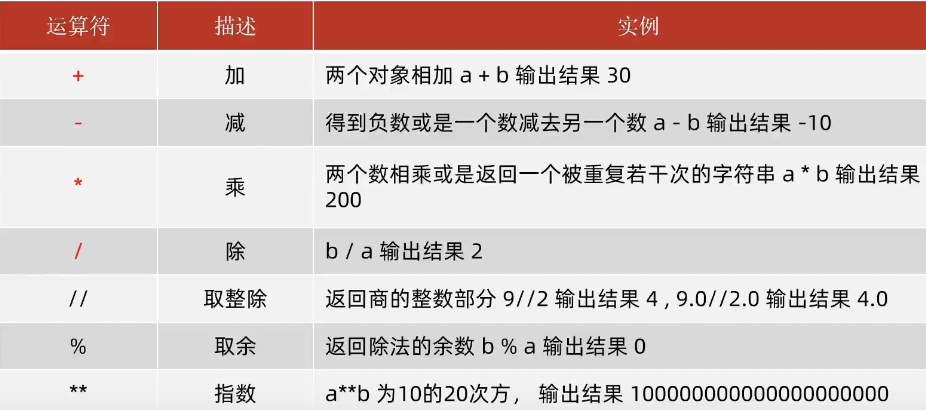 运算符 描述 实例
+ 加 两个对象相加 a + b 输出结果 30
- 减 得到负数或是一个数减去另一个数 a - b 输出结果 -10
* 乘 两个数相乘或是返回一个被重复若干次的字符串 a * b 输出结果
200
/ 除 b / a 输出结果 2
// 取整除 返回商的整数部分 9//2 输出结果 4 , 9.0//2.0 输出结果 4.0
% 取余 返回除法的余数 b % a 输出结果 0
** 指数 a**b 为10的20次方， 输出结果 100000000000000000000